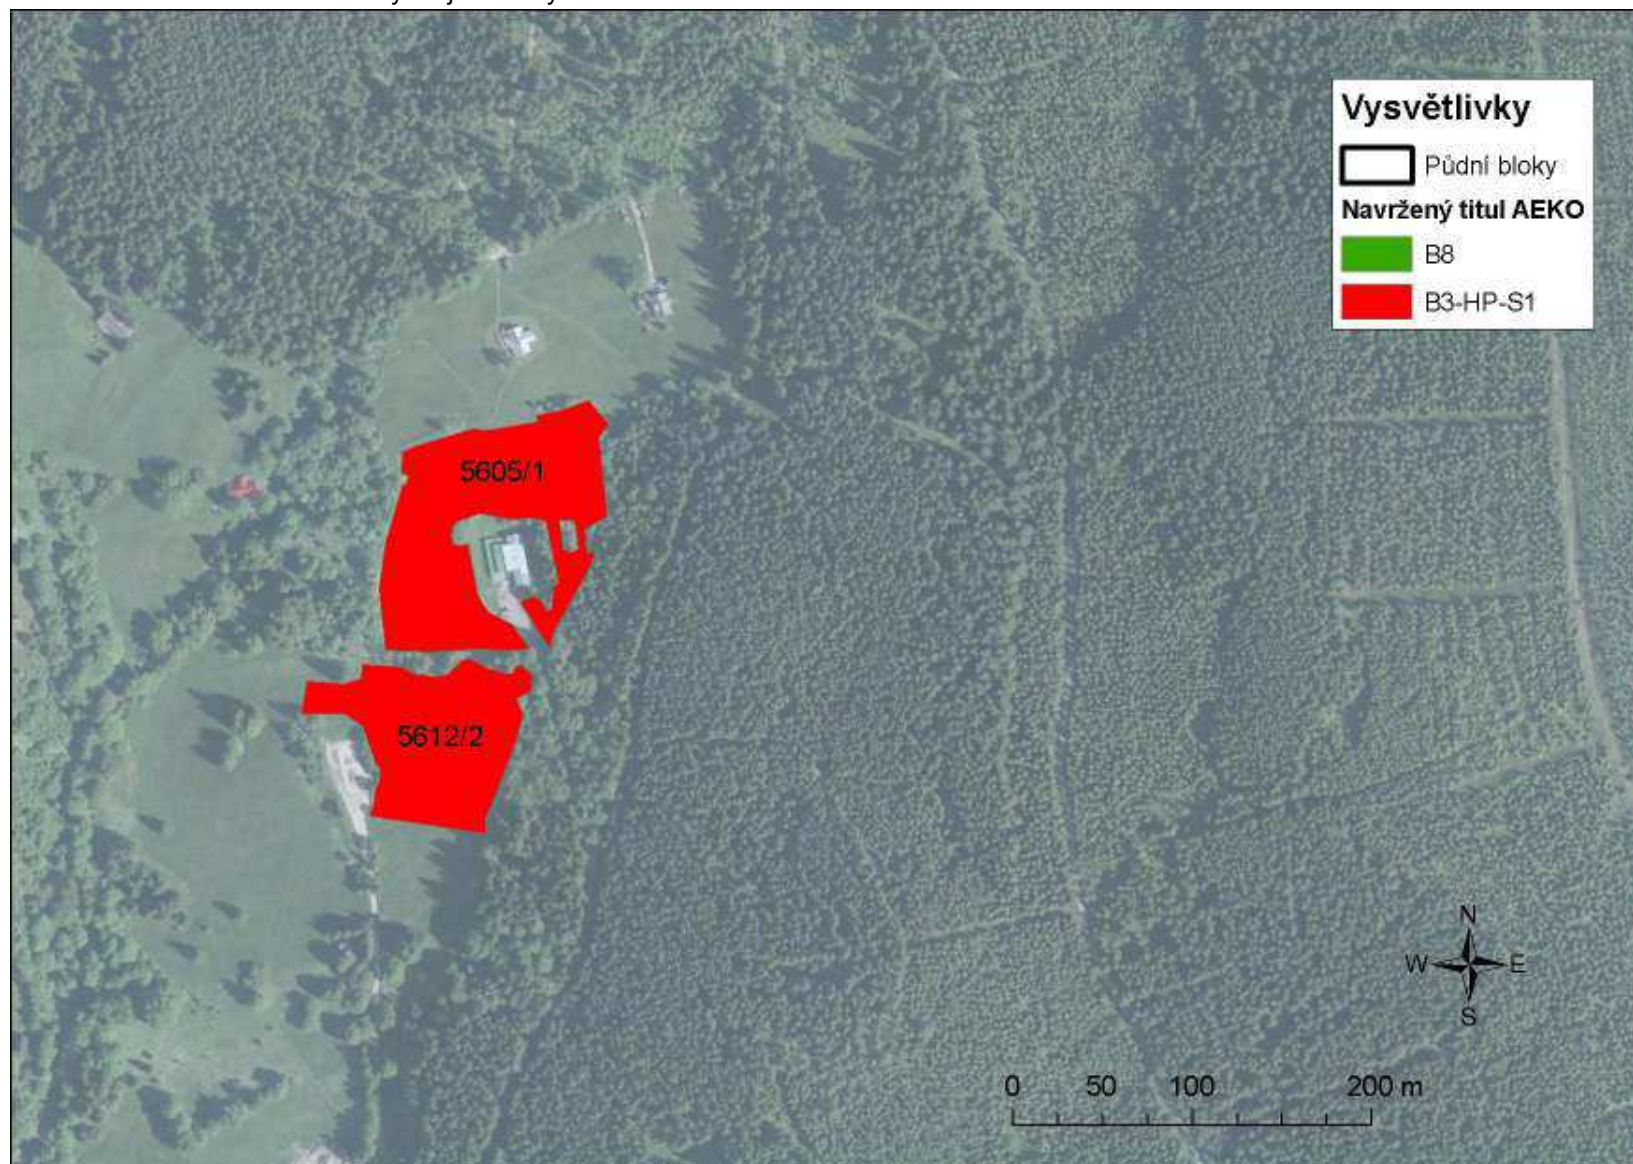 Vysvětlivky
Půdní bloky
Navržený titul AEKO
B8
B3-HP-S1
5605/1
5612/2
N
W E
S
0 50 100 200 m